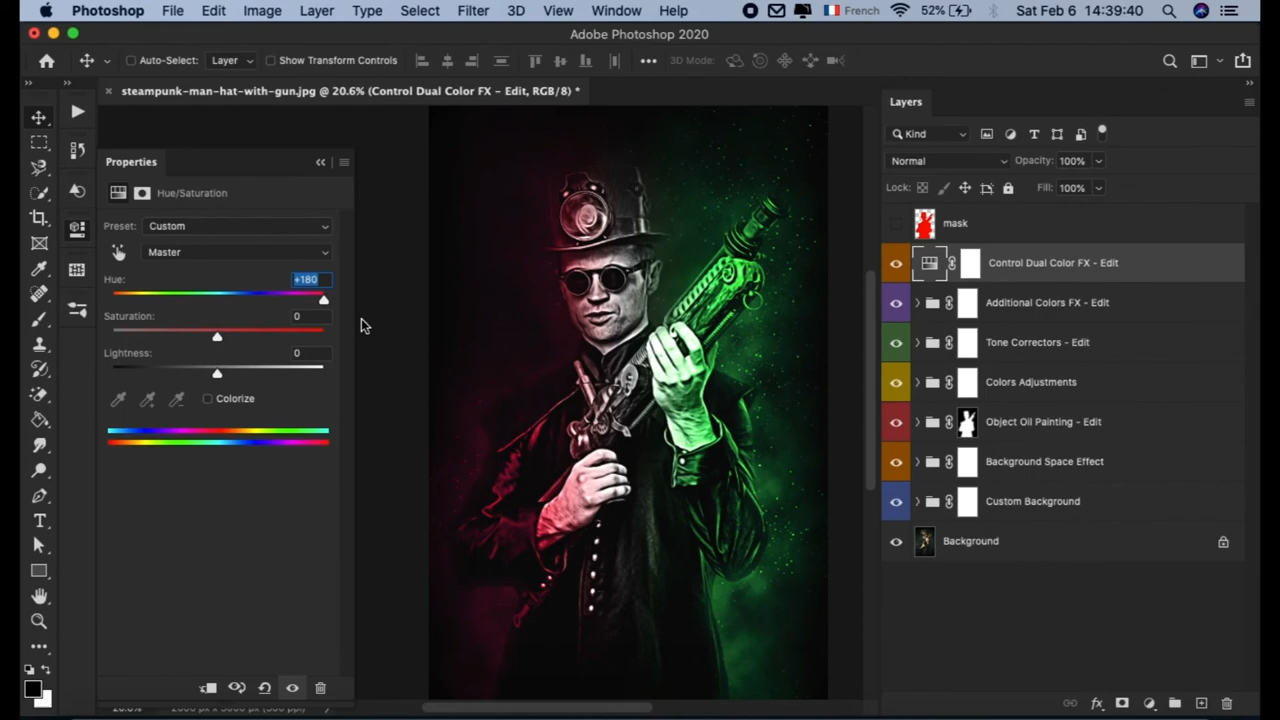 Photoshop File Edit Image Layer Type Select Filter 3D View Window Help French 52% Sat Feb 6 14:39:40
Adobe Photoshop 2020
Auto-Select: Layer Show Transform Controls 3D Mode:
steampunk-man-hat-with-gun.jpg @ 20.6% (Control Dual Color FX - Edit, RGB/8) *
Properties
Hue/Saturation
Preset: Custom
Master
Hue: +180
Saturation: 0
Lightness: 0
Colorize
Layers
Kind
Normal Opacity: 100%
Lock: Fill: 100%
mask
Control Dual Color FX - Edit
Additional Colors FX - Edit
Tone Correctors - Edit
Colors Adjustments
Object Oil Painting - Edit
Background Space Effect
Custom Background
Background
fx